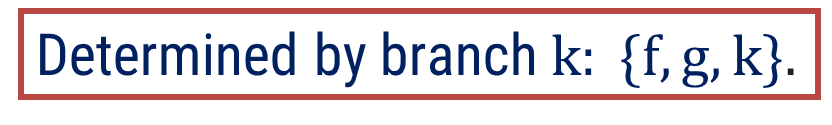 Determined by branch k: {f, g, k}.